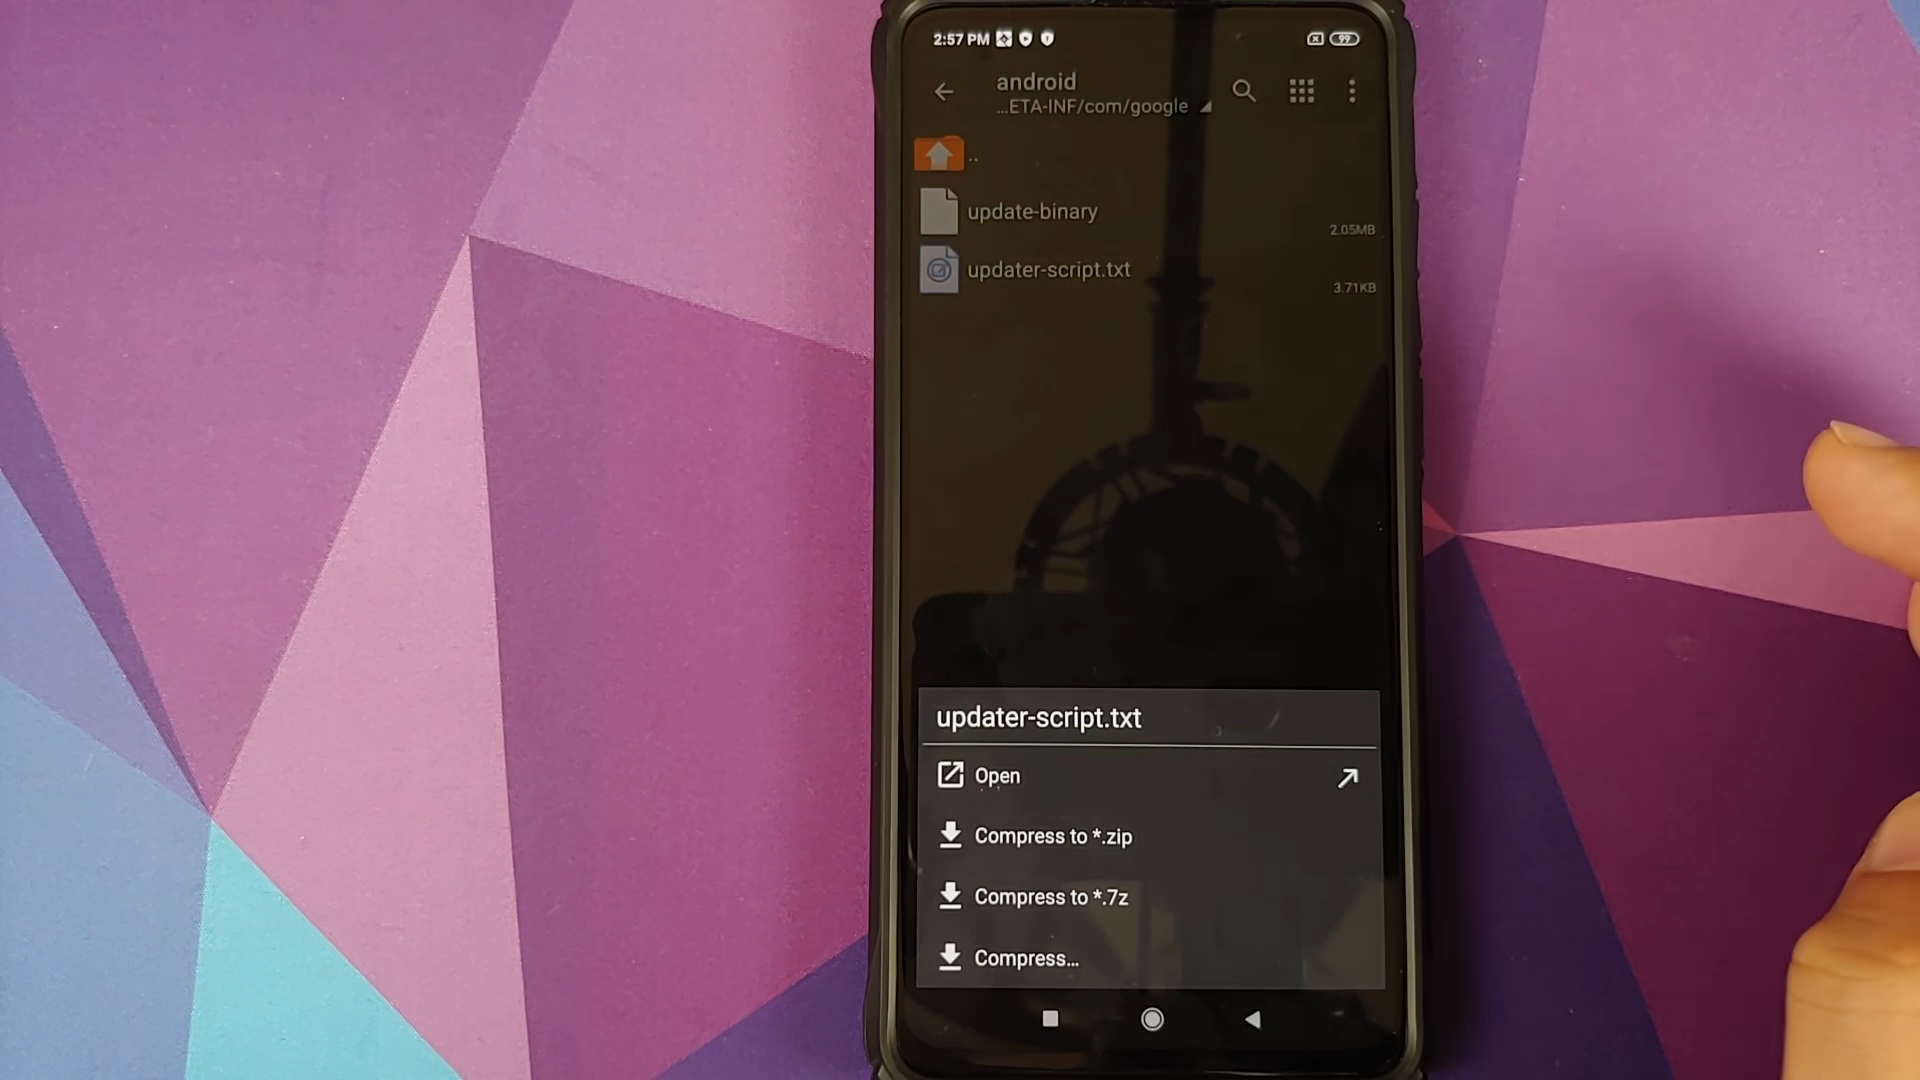 2:57 PM 99
android
...ETA-INF/com/google
..
update-binary
2.05MB
updater-script.txt
3.71KB
updater-script.txt
Open
Compress to *.zip
Compress to *.7z
Compress...